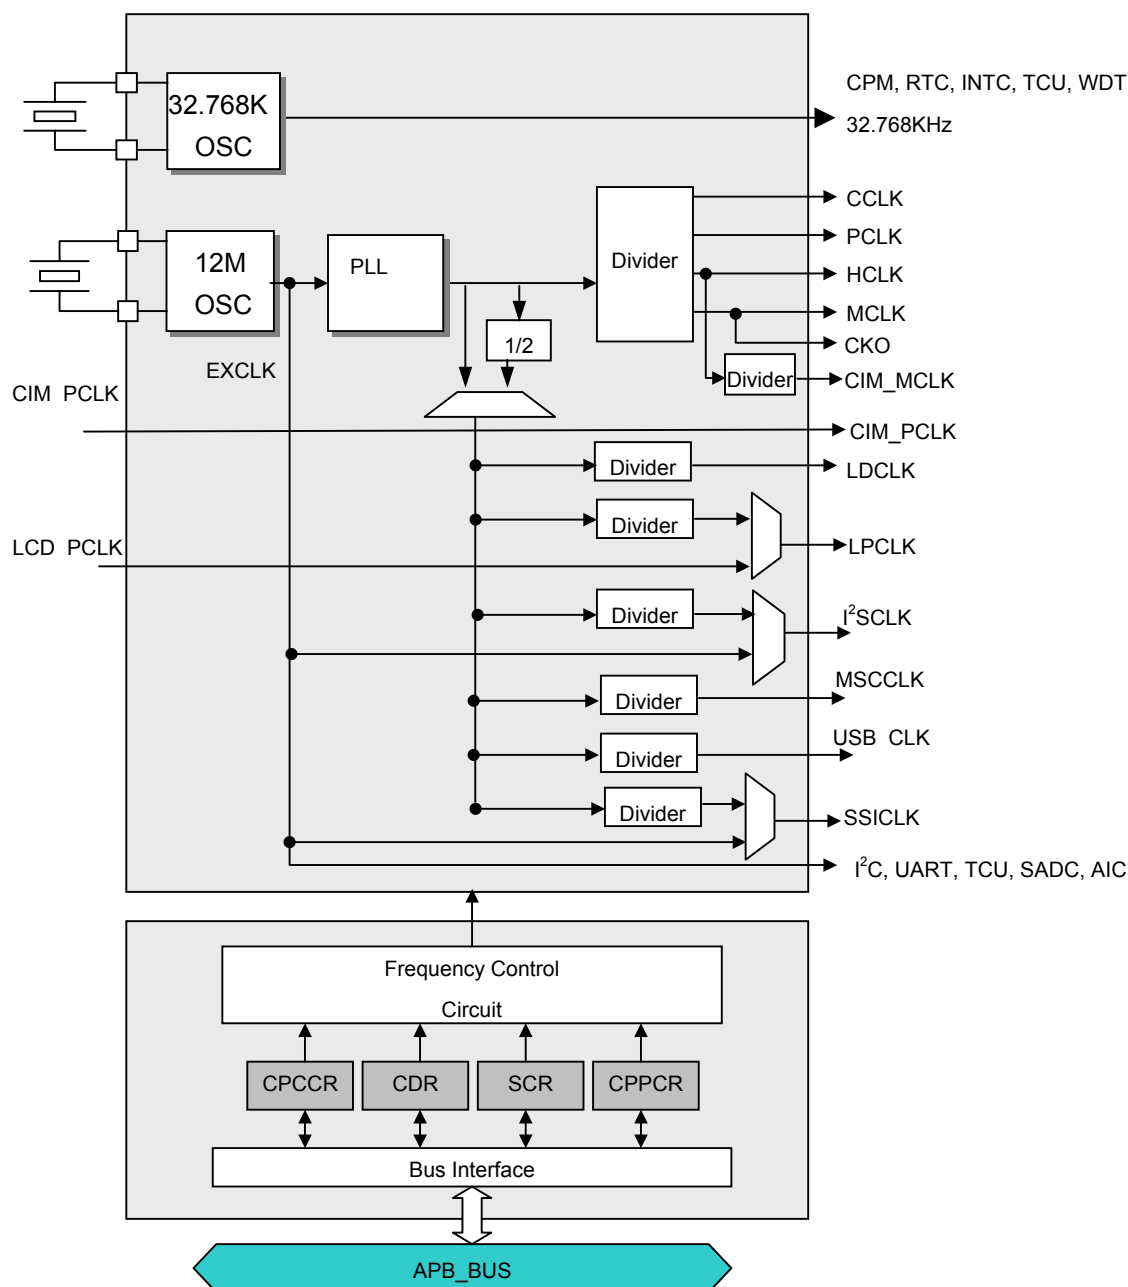 CPM, RTC, INTC, TCU, WDT
32.768KHz
32.768K
OSC
CCLK
PCLK
HCLK
MCLK
CKO
CIM_MCLK
12M
OSC
PLL
Divider
1/2
Divider
EXCLK
CIM PCLK
CIM_PCLK
Divider
LDCLK
Divider
LCD PCLK
LPCLK
Divider
I²SCLK
Divider
MSCCLK
Divider
USB CLK
Divider
SSICLK
I²C, UART, TCU, SADC, AIC
Frequency Control
Circuit
CPCCR
CDR
SCR
CPPCR
Bus Interface
APB_BUS